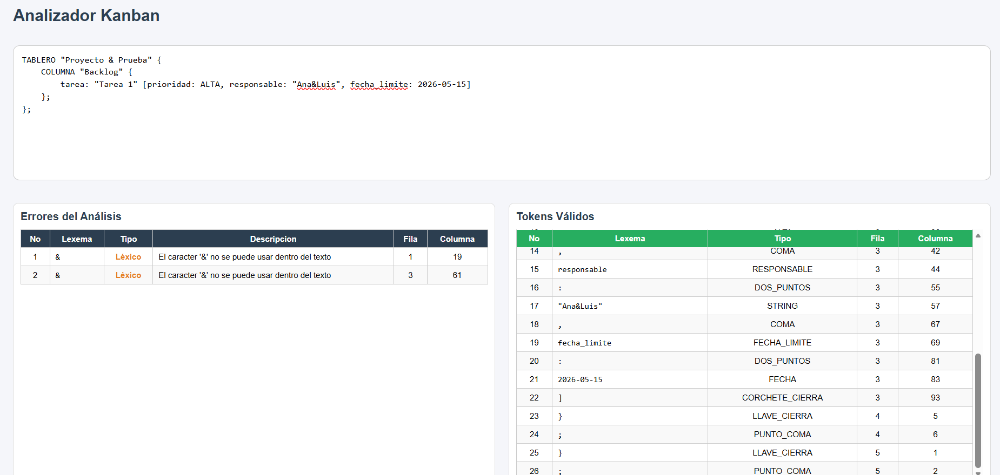 Analizador Kanban
TABLERO "Proyecto & Prueba" {
COLUMNA "Backlog" {
tarea: "Tarea 1" [prioridad: ALTA, responsable: "Ana&Luis", fecha_limite: 2026-05-15]
};
};
Errores del Análisis
No Lexema Tipo Descripcion Fila Columna
1 & Léxico El caracter '&' no se puede usar dentro del texto 1 19
2 & Léxico El caracter '&' no se puede usar dentro del texto 3 61
Tokens Válidos
No Lexema Tipo Fila Columna
14 , COMA 3 42
15 responsable RESPONSABLE 3 44
16 : DOS_PUNTOS 3 55
17 "Ana&Luis" STRING 3 57
18 , COMA 3 67
19 fecha_limite FECHA_LIMITE 3 69
20 : DOS_PUNTOS 3 81
21 2026-05-15 FECHA 3 83
22 ] CORCHETE_CIERRA 3 93
23 } LLAVE_CIERRA 4 5
24 ; PUNTO_COMA 4 6
25 } LLAVE_CIERRA 5 1
26 ; PUNTO_COMA 5 2